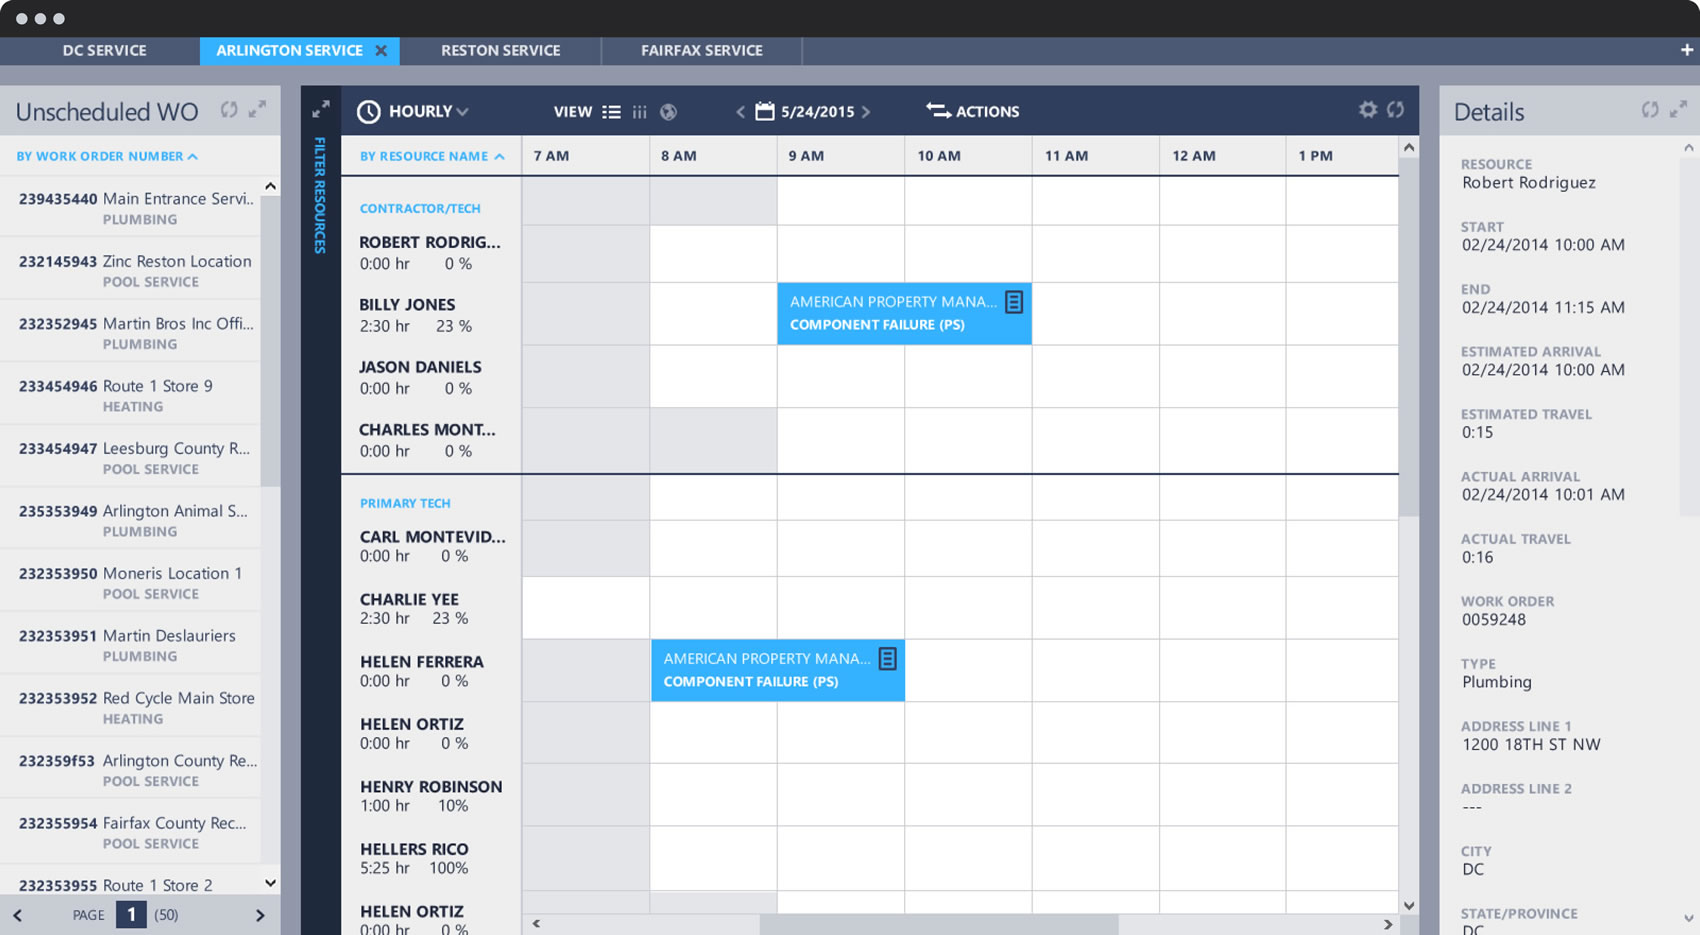 DC SERVICE
ARLINGTON SERVICE
RESTON SERVICE
FAIRFAX SERVICE
Unscheduled WO
BY WORK ORDER NUMBER
239435440 Main Entrance Servi..
PLUMBING
232145943 Zinc Reston Location
POOL SERVICE
232352945 Martin Bros Inc Offi...
PLUMBING
233454946 Route 1 Store 9
HEATING
233454947 Leesburg County R...
POOL SERVICE
235353949 Arlington Animal S...
PLUMBING
232353950 Moneris Location 1
POOL SERVICE
232353951 Martin Deslauriers
PLUMBING
232353952 Red Cycle Main Store
HEATING
232359f53 Arlington County Re...
POOL SERVICE
232355954 Fairfax County Rec...
POOL SERVICE
232353955 Route 1 Store 2
PAGE 1 (50)
FILTER RESOURCES
HOURLY
VIEW
5/24/2015
ACTIONS
BY RESOURCE NAME
7 AM
8 AM
9 AM
10 AM
11 AM
12 AM
1 PM
CONTRACTOR/TECH
ROBERT RODRIG...
0:00 hr 0 %
BILLY JONES
2:30 hr 23 %
AMERICAN PROPERTY MANA...
COMPONENT FAILURE (PS)
JASON DANIELS
0:00 hr 0 %
CHARLES MONT...
0:00 hr 0 %
PRIMARY TECH
CARL MONTEVID...
0:00 hr 0 %
CHARLIE YEE
2:30 hr 23 %
HELEN FERRERA
0:00 hr 0 %
AMERICAN PROPERTY MANA...
COMPONENT FAILURE (PS)
HELEN ORTIZ
0:00 hr 0 %
HENRY ROBINSON
1:00 hr 10%
HELLERS RICO
5:25 hr 100%
HELEN ORTIZ
0:00 hr 0 %
Details
RESOURCE
Robert Rodriguez
START
02/24/2014 10:00 AM
END
02/24/2014 11:15 AM
ESTIMATED ARRIVAL
02/24/2014 10:00 AM
ESTIMATED TRAVEL
0:15
ACTUAL ARRIVAL
02/24/2014 10:01 AM
ACTUAL TRAVEL
0:16
WORK ORDER
0059248
TYPE
Plumbing
ADDRESS LINE 1
1200 18TH ST NW
ADDRESS LINE 2
---
CITY
DC
STATE/PROVINCE
DC